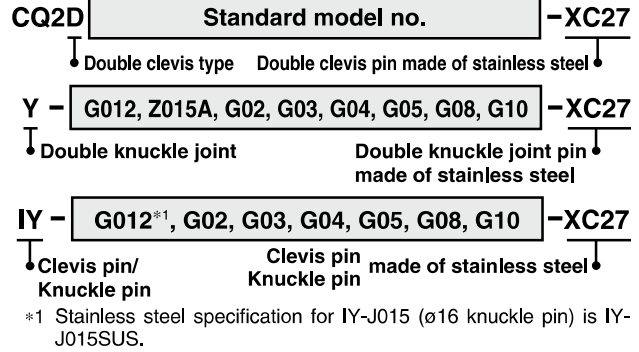 CQ2D Standard model no. -XC27
Double clevis type Double clevis pin made of stainless steel
Y - G012, Z015A, G02, G03, G04, G05, G08, G10 -XC27
Double knuckle joint Double knuckle joint pin
made of stainless steel
IY - G012*1, G02, G03, G04, G05, G08, G10 -XC27
Clevis pin/ Clevis pin made of stainless steel
Knuckle pin Knuckle pin
*1 Stainless steel specification for IY-J015 (ø16 knuckle pin) is IY-
J015SUS.